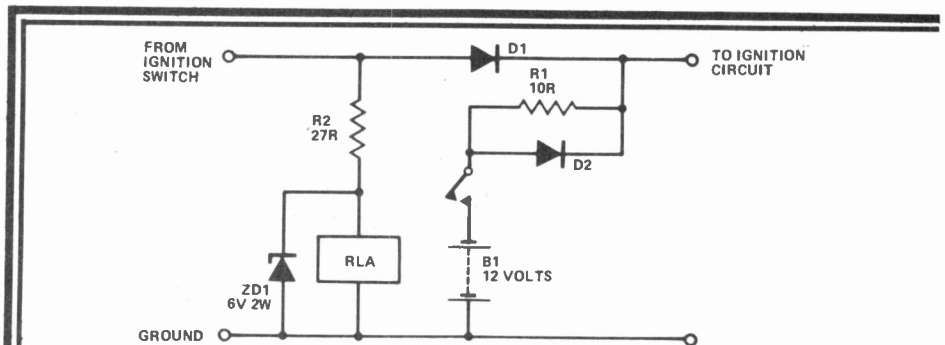 FROM
IGNITION
SWITCH
D1
TO IGNITION
CIRCUIT
R1
10R
R2
27R
D2
RLA
B1
12 VOLTS
ZD1
6V 2W
GROUND